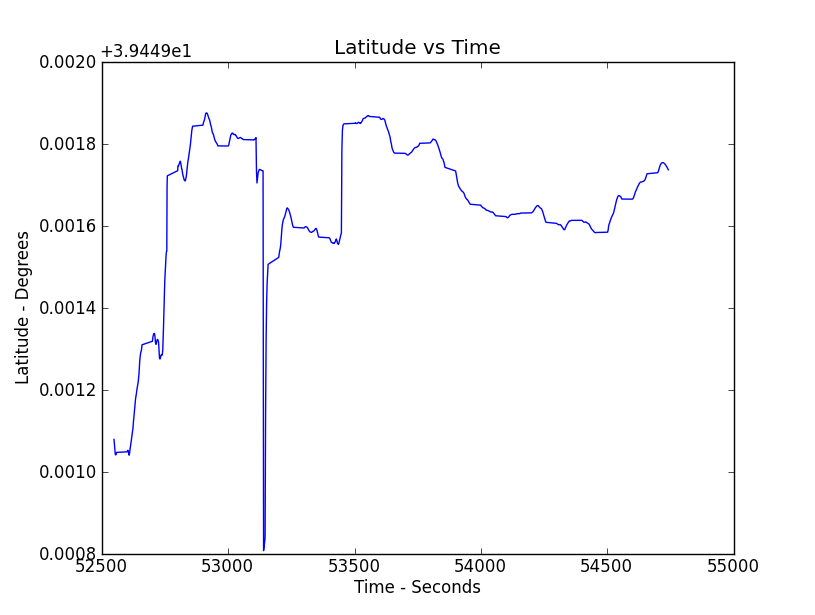 Latitude vs Time
+3.9449e1
0.0020
0.0018
0.0016
0.0014
0.0012
0.0010
0.0008
Latitude - Degrees
52500 53000 53500 54000 54500 55000
Time - Seconds